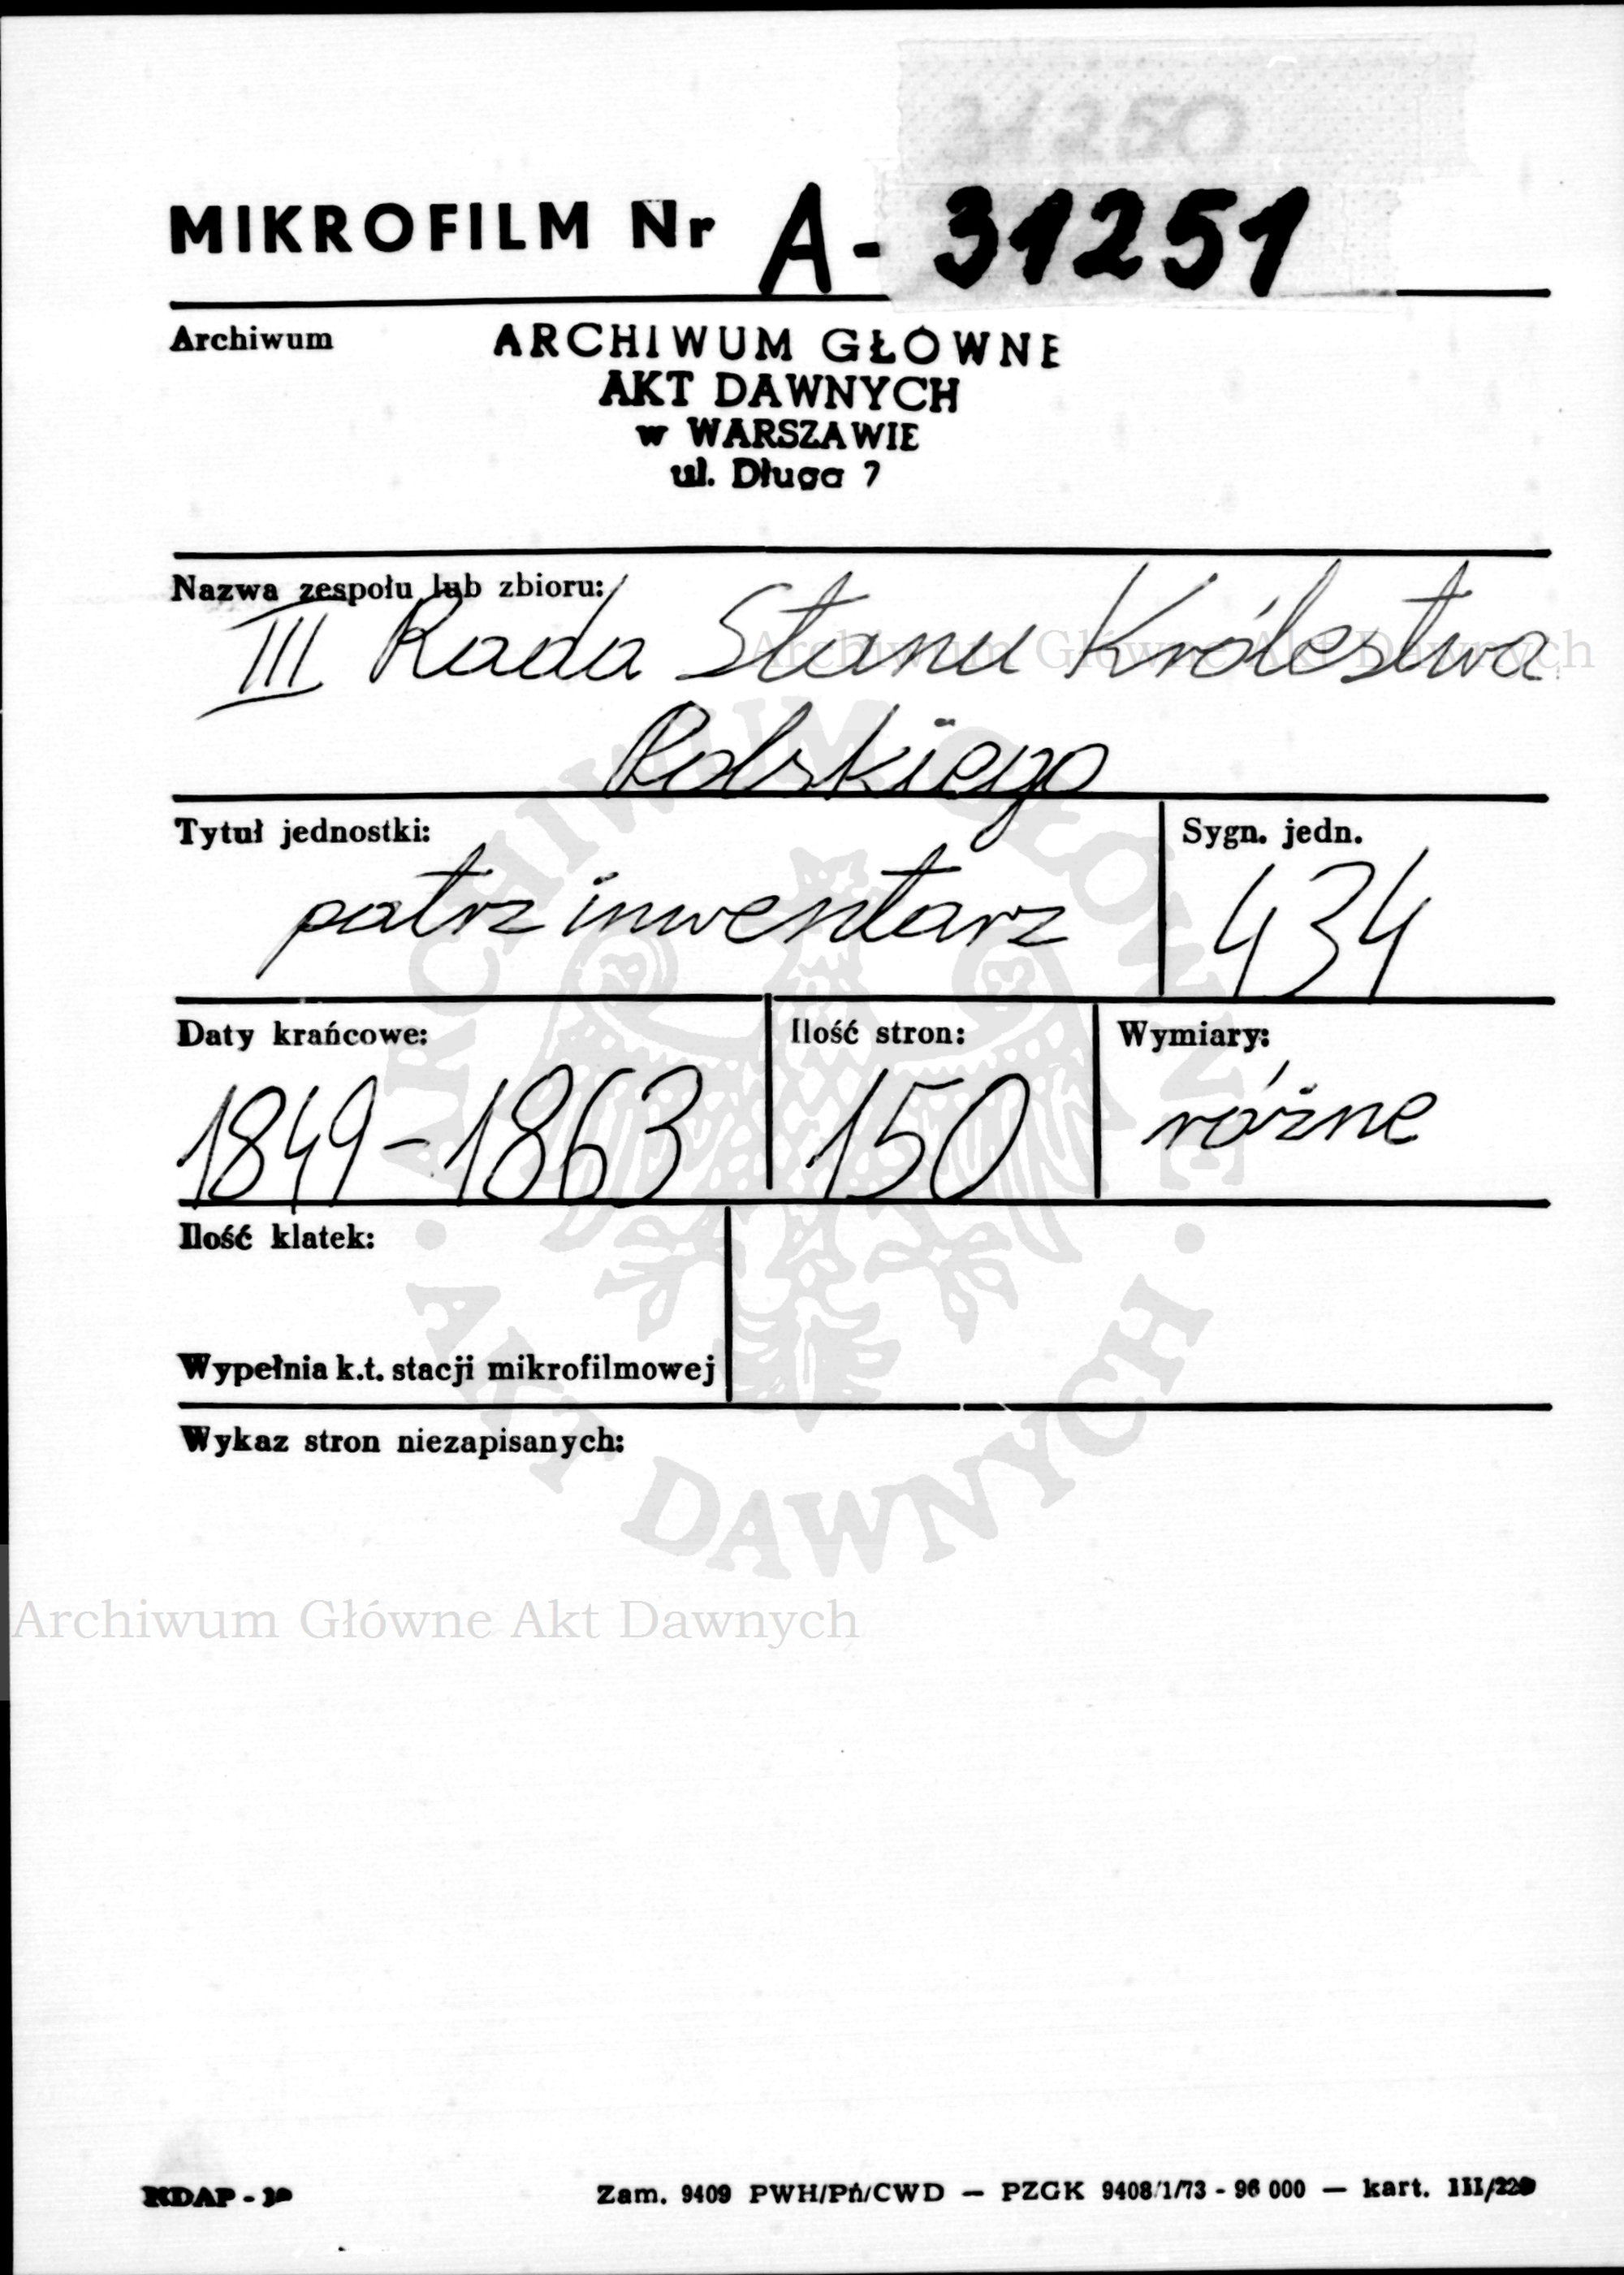 31250
MIKROFILM Nr A- 31251
Archiwum
ARCHIWUM GŁÓWNE
AKT DAWNYCH
w WARSZAWIE
ul. Długa 7
Nazwa zespołu lub zbioru:
III Rada Stanu Królestwa
Polskiego
Tytuł jednostki:
patrz inwentarz
Sygn. jedn.
434
Daty krańcowe:
1849-1863
Ilość stron:
150
Wymiary:
różne
Ilość klatek:
Wypełnia k.t. stacji mikrofilmowej
Wykaz stron niezapisanych:
Archiwum Główne Akt Dawnych
Archiwum Główne Akt Dawnych
ARCHIWUM GŁÓWNE · AKT DAWNYCH ·
Zam. 9409 PWH/Pń/CWD — PZGK 9408/1/73 - 96 000 — kart. III/220